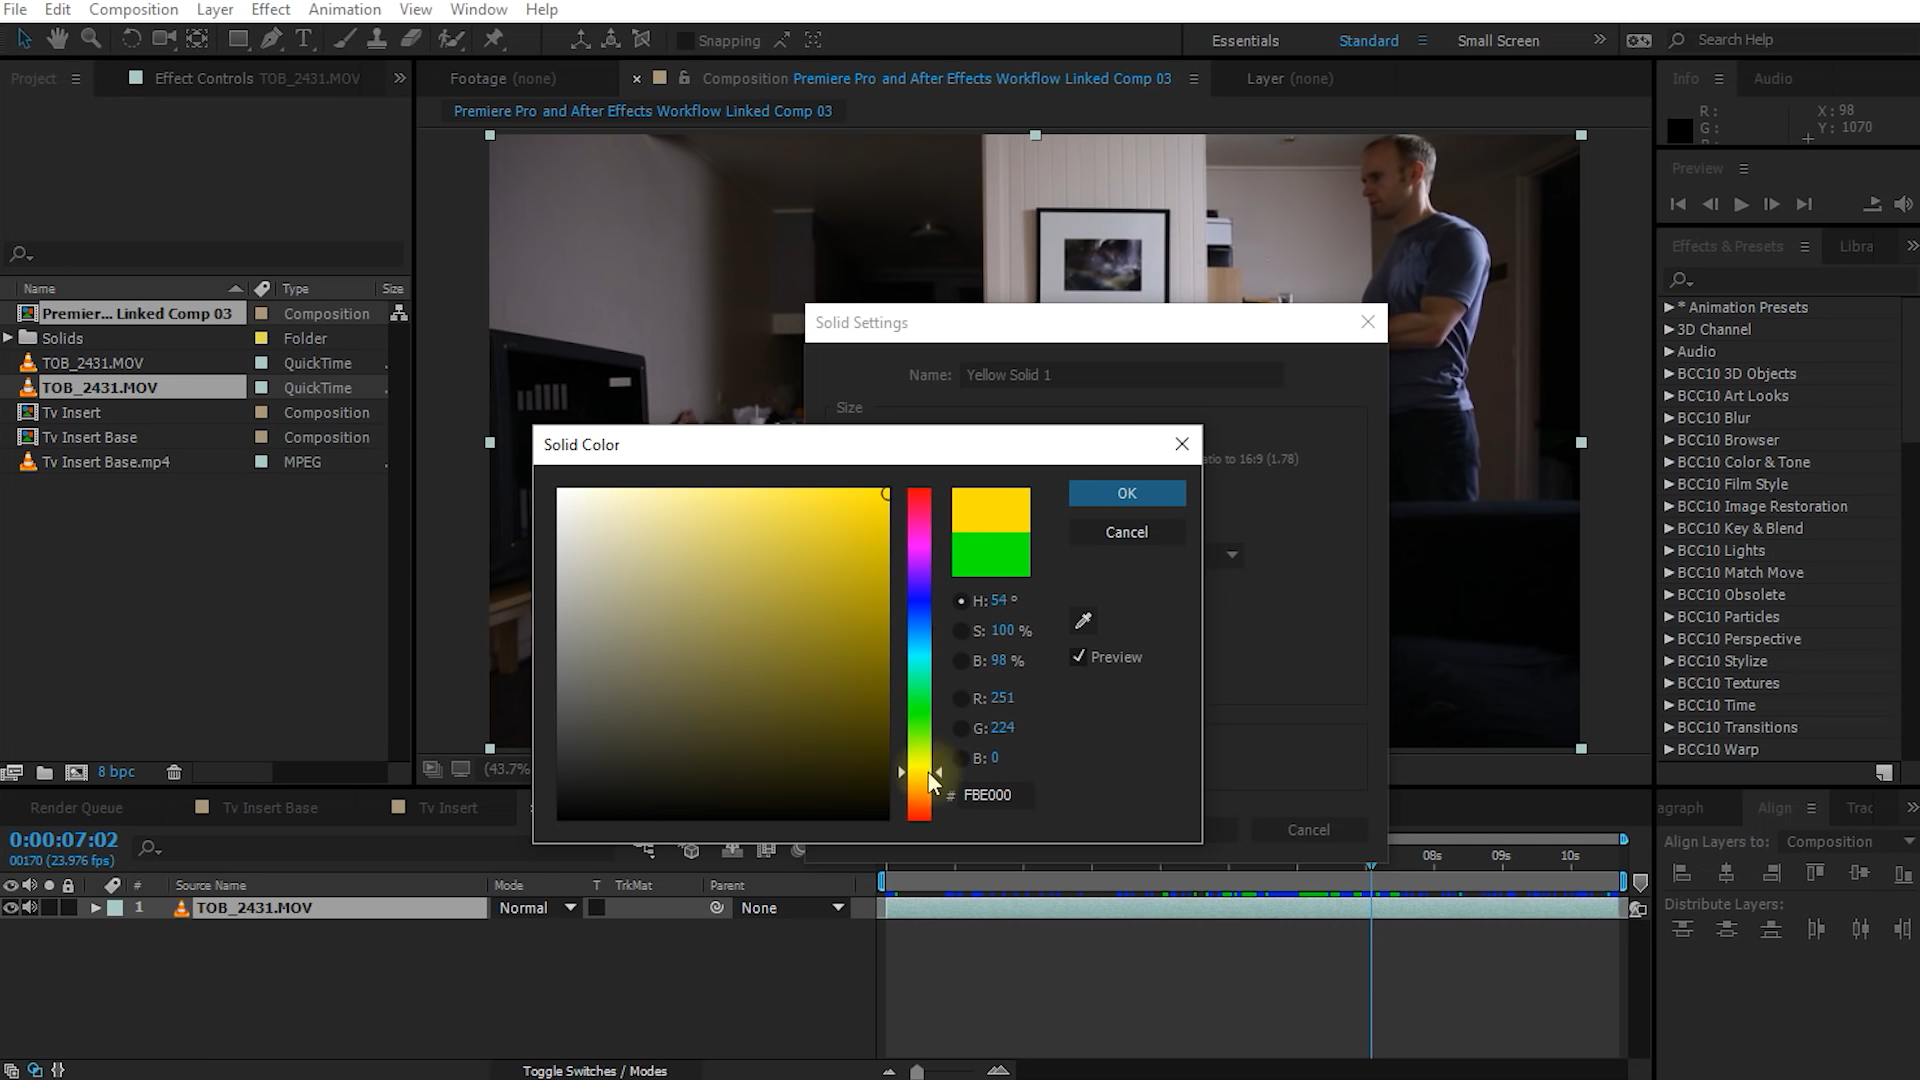 File Edit Composition Layer Effect Animation View Window Help
Snapping Essentials Standard Small Screen Search Help
Project Effect Controls TOB_2431.MOV Footage (none) Composition Premiere Pro and After Effects Workflow Linked Comp 03 Layer (none) Info Audio
Premiere Pro and After Effects Workflow Linked Comp 03
R: X: 98
G: Y: 1070
Preview
Effects & Presets Libra
Name Type Size
Premier... Linked Comp 03 Composition
Solids Folder
TOB_2431.MOV QuickTime
TOB_2431.MOV QuickTime
Tv Insert Composition
Tv Insert Base Composition
Tv Insert Base.mp4 MPEG
8 bpc
(43.7%
Solid Settings
Name: Yellow Solid 1
Size
atio to 16:9 (1.78)
Cancel
Solid Color
OK
Cancel
H: 54 °
S: 100 %
B: 98 %
Preview
R: 251
G: 224
B: 0
# FBE000
* Animation Presets
3D Channel
Audio
BCC10 3D Objects
BCC10 Art Looks
BCC10 Blur
BCC10 Browser
BCC10 Color & Tone
BCC10 Film Style
BCC10 Image Restoration
BCC10 Key & Blend
BCC10 Lights
BCC10 Match Move
BCC10 Obsolete
BCC10 Particles
BCC10 Perspective
BCC10 Stylize
BCC10 Textures
BCC10 Time
BCC10 Transitions
BCC10 Warp
Render Queue Tv Insert Base Tv Insert
0:00:07:02
00170 (23.976 fps)
08s 09s 10s
# Source Name Mode T TrkMat Parent
1 TOB_2431.MOV Normal None
Toggle Switches / Modes
agraph Align Trac
Align Layers to: Composition
Distribute Layers: